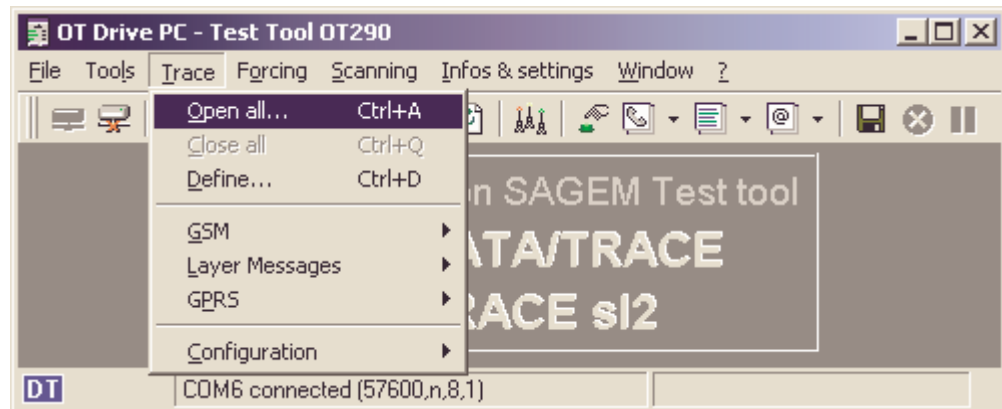 OT Drive PC - Test Tool OT290
File Tools Trace Forcing Scanning Infos & settings Window ?
Open all... Ctrl+A
Close all Ctrl+Q
Define... Ctrl+D
GSM
Layer Messages
GPRS
Configuration
SAGEM Test tool
ATA/TRACE
ACE sl2
DT COM6 connected (57600,n,8,1)